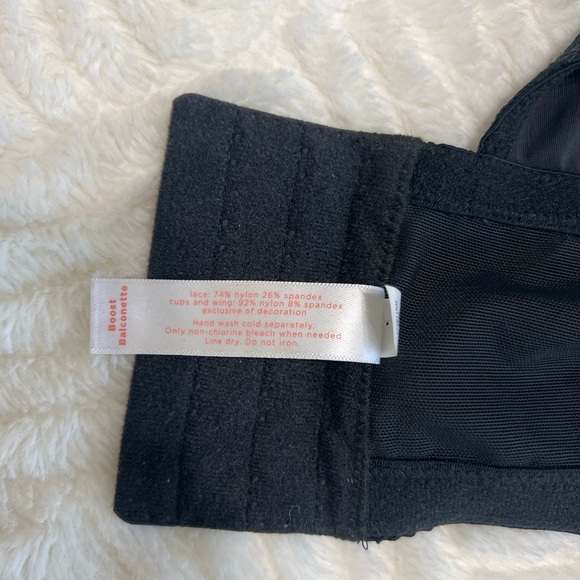 Boost
Balconette
lace: 74% nylon 26% spandex
cups and wing: 92% nylon 8% spandex
exclusive of decoration
Hand wash cold separately.
Only non-chlorine bleach when needed
Line dry. Do not iron.